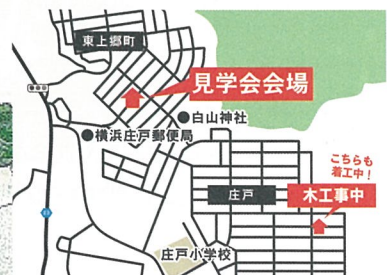 東上郷町
見学会会場
白山神社
横浜庄戸郵便局
こちらも
着工中！
庄戸
木工事中
庄戸小学校